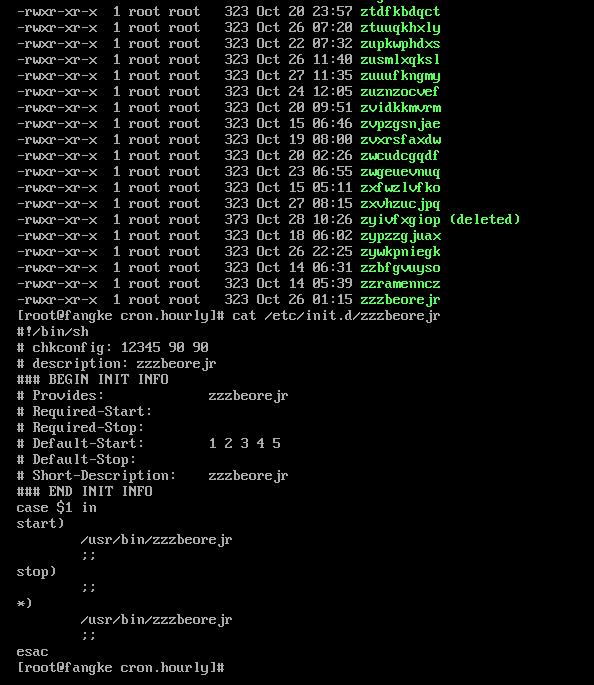 -rwxr-xr-x 1 root root 323 Oct 20 23:57 ztdfkbdqct
-rwxr-xr-x 1 root root 323 Oct 26 07:20 ztuuqkhxly
-rwxr-xr-x 1 root root 323 Oct 22 07:32 zupkwphdxs
-rwxr-xr-x 1 root root 323 Oct 26 11:40 zusmlxqksl
-rwxr-xr-x 1 root root 323 Oct 27 11:35 zuuufkngmy
-rwxr-xr-x 1 root root 323 Oct 24 12:05 zuznzocvef
-rwxr-xr-x 1 root root 323 Oct 20 09:51 zvidkkmvrm
-rwxr-xr-x 1 root root 323 Oct 15 06:46 zvpzgsnjae
-rwxr-xr-x 1 root root 323 Oct 19 08:00 zvxrsfaxdw
-rwxr-xr-x 1 root root 323 Oct 20 02:26 zwcudcgqdf
-rwxr-xr-x 1 root root 323 Oct 23 06:55 zwgeuevnuq
-rwxr-xr-x 1 root root 323 Oct 15 05:11 zxfwzlvfko
-rwxr-xr-x 1 root root 323 Oct 27 08:15 zxvhzucjpq
-rwxr-xr-x 1 root root 373 Oct 28 10:26 zyivfxgiop (deleted)
-rwxr-xr-x 1 root root 323 Oct 18 06:02 zypzzgjuax
-rwxr-xr-x 1 root root 323 Oct 26 22:25 zywkpniegk
-rwxr-xr-x 1 root root 323 Oct 14 06:31 zzbfgvuyso
-rwxr-xr-x 1 root root 323 Oct 14 05:39 zzramenncz
-rwxr-xr-x 1 root root 323 Oct 26 01:15 zzzbeorejr
[root@fangke cron.hourly]# cat /etc/init.d/zzzbeorejr
#!/bin/sh
# chkconfig: 12345 90 90
# description: zzzbeorejr
### BEGIN INIT INFO
# Provides: zzzbeorejr
# Required-Start:
# Required-Stop:
# Default-Start: 1 2 3 4 5
# Default-Stop:
# Short-Description: zzzbeorejr
### END INIT INFO
case $1 in
start)
/usr/bin/zzzbeorejr
;;
stop)
;;
*)
/usr/bin/zzzbeorejr
;;
esac
[root@fangke cron.hourly]#